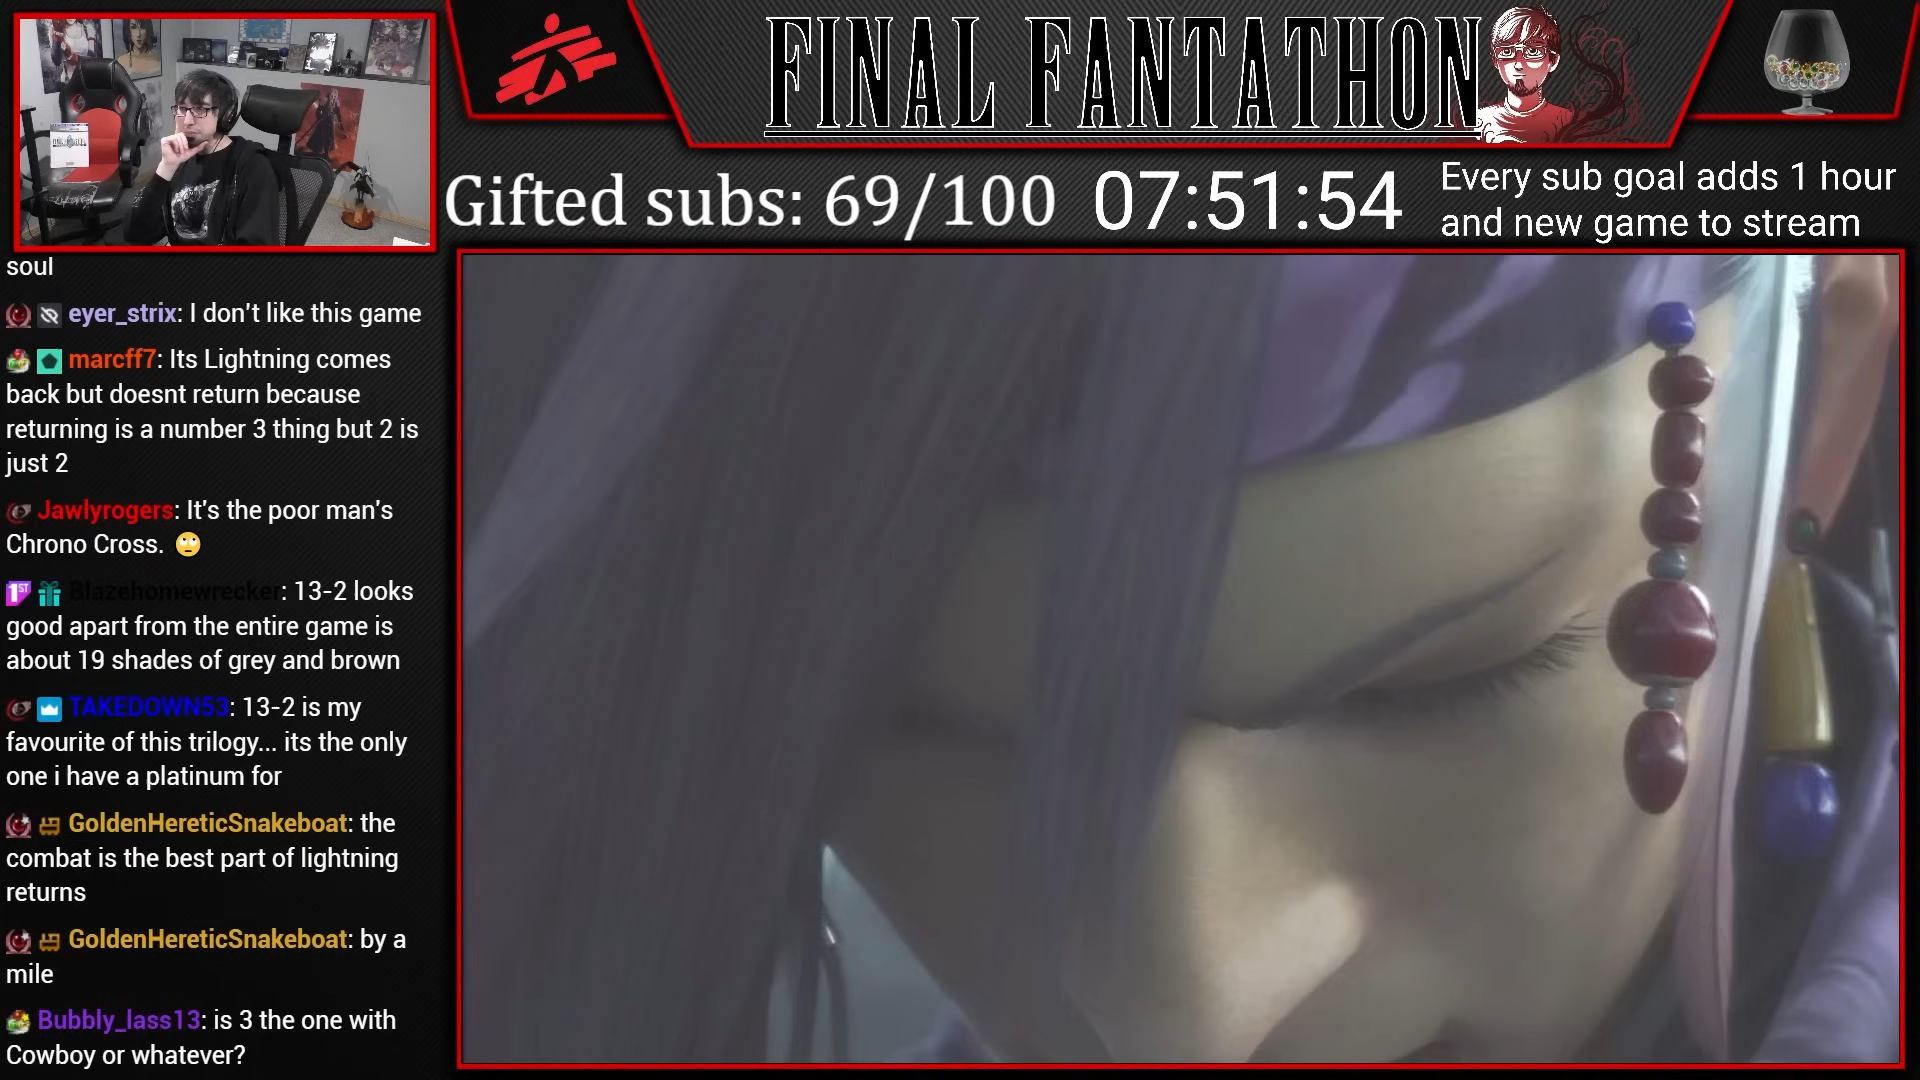 FINAL FANTATHON
Gifted subs: 69/100
07:51:54
Every sub goal adds 1 hour
and new game to stream
soul
eyer_strix: I don't like this game
marcff7: Its Lightning comes
back but doesnt return because
returning is a number 3 thing but 2 is
just 2
Jawlyrogers: It's the poor man's
Chrono Cross. 🙄
1ST Blazehomewrecker: 13-2 looks
good apart from the entire game is
about 19 shades of grey and brown
TAKEDOWN53: 13-2 is my
favourite of this trilogy... its the only
one i have a platinum for
GoldenHereticSnakeboat: the
combat is the best part of lightning
returns
GoldenHereticSnakeboat: by a
mile
Bubbly_lass13: is 3 the one with
Cowboy or whatever?